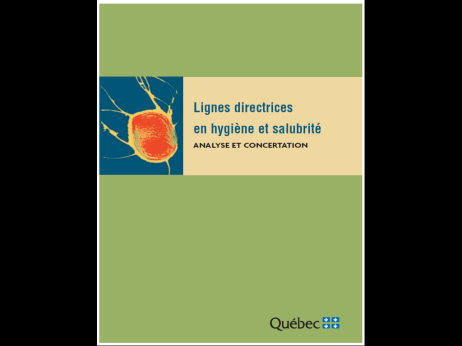 Lignes directrices
en hygiène et salubrité
ANALYSE ET CONCERTATION
Québec